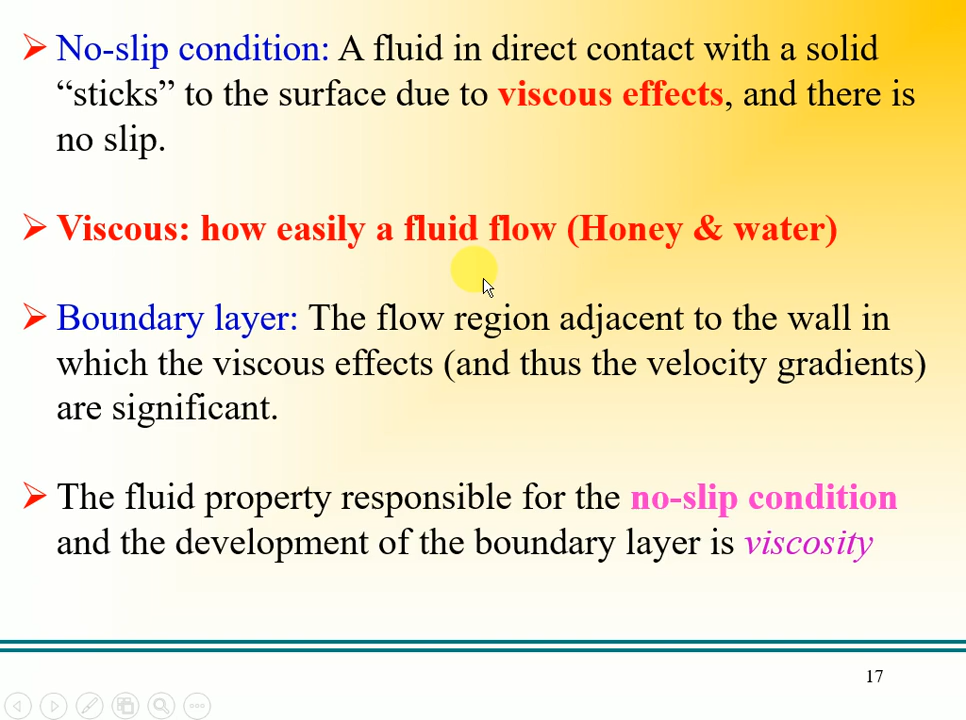 No-slip condition: A fluid in direct contact with a solid
“sticks” to the surface due to viscous effects, and there is
no slip.
Viscous: how easily a fluid flow (Honey & water)
Boundary layer: The flow region adjacent to the wall in
which the viscous effects (and thus the velocity gradients)
are significant.
The fluid property responsible for the no-slip condition
and the development of the boundary layer is viscosity
17